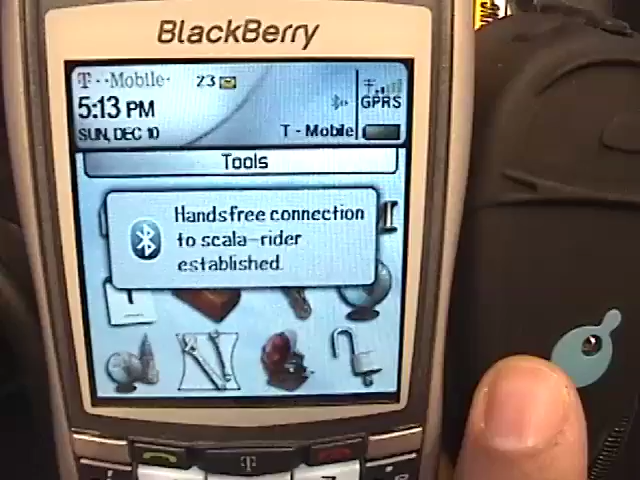 BlackBerry
T··Mobile·
23
5:13 PM
GPRS
SUN, DEC 10
T-Mobile
Tools
Handsfree connection
to scala-rider
established.
T